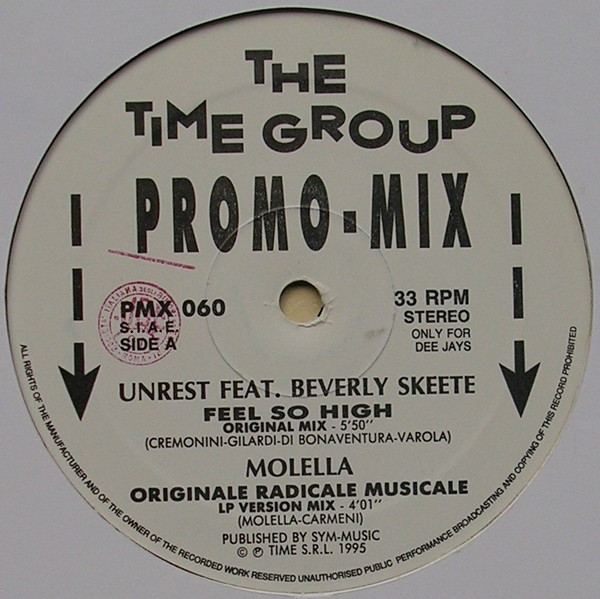 THE
TIME GROUP
PROMO-MIX
PMX 060
S.I.A.E.
SIDE A
33 RPM
STEREO
ONLY FOR
DEE JAYS
UNREST FEAT. BEVERLY SKEETE
FEEL SO HIGH
ORIGINAL MIX - 5'50''
(CREMONINI-GILARDI-DI BONAVENTURA-VAROLA)
MOLELLA
ORIGINALE RADICALE MUSICALE
LP VERSION MIX - 4'01''
(MOLELLA-CARMENI)
PUBLISHED BY SYM-MUSIC
© ℗ TIME S.R.L. 1995
ALL RIGHTS OF THE MANUFACTURER AND OF THE OWNER OF THE RECORDED WORK RESERVED UNAUTHORISED PUBLIC PERFORMANCE BROADCASTING AND COPYING OF THIS RECORD PROHIBITED